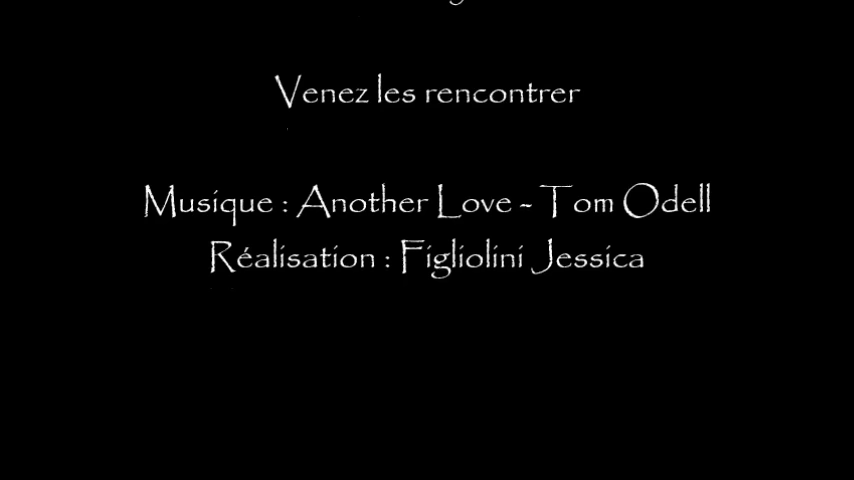 Venez les rencontrer
Musique : Another Love - Tom Odell
Réalisation : Figliolini Jessica